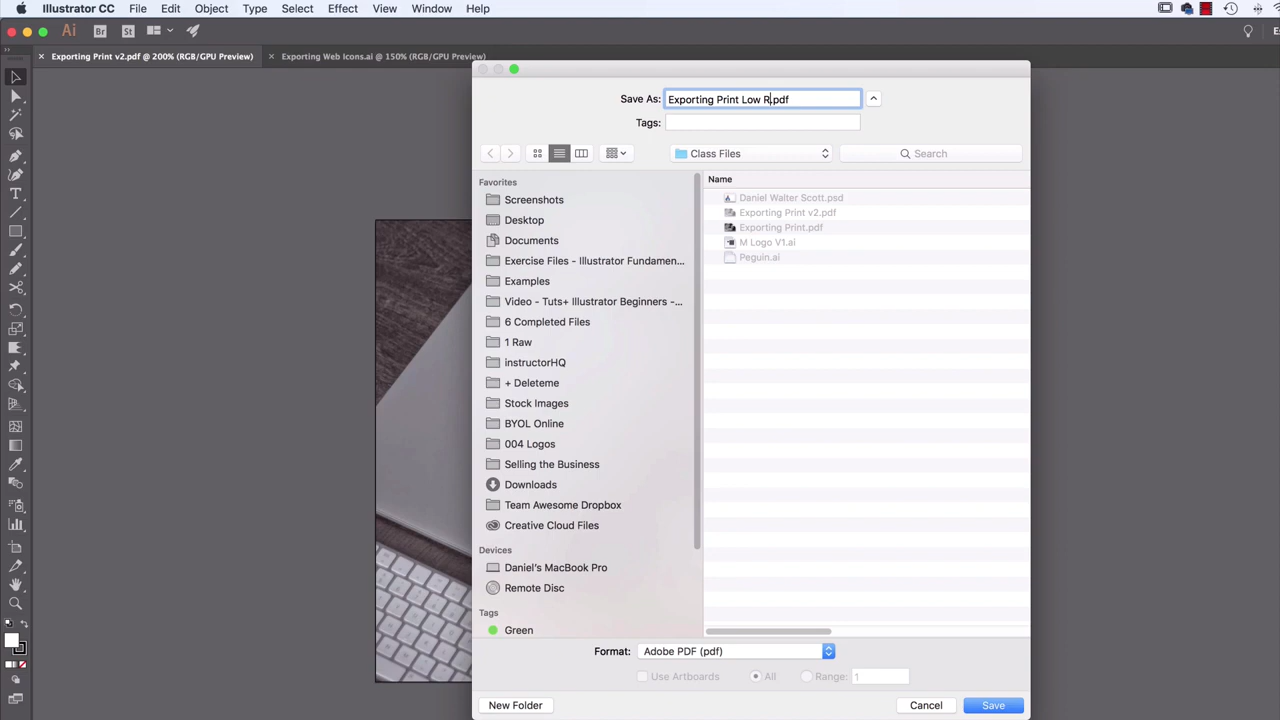 Illustrator CC File Edit Object Type Select Effect View Window Help
Ai Br St
× Exporting Print v2.pdf @ 200% (RGB/GPU Preview) × Exporting Web Icons.ai @ 150% (RGB/GPU Preview)
Save As: Exporting Print Low R.pdf
Tags:
Class Files
Search
Favorites
Screenshots
Desktop
Documents
Exercise Files - Illustrator Fundamen...
Examples
Video - Tuts+ Illustrator Beginners -...
6 Completed Files
1 Raw
instructorHQ
+ Deleteme
Stock Images
BYOL Online
004 Logos
Selling the Business
Downloads
Team Awesome Dropbox
Creative Cloud Files
Devices
Daniel's MacBook Pro
Remote Disc
Tags
Green
Name
Daniel Walter Scott.psd
Exporting Print v2.pdf
Exporting Print.pdf
M Logo V1.ai
Peguin.ai
Format: Adobe PDF (pdf)
Use Artboards All Range: 1
New Folder Cancel Save